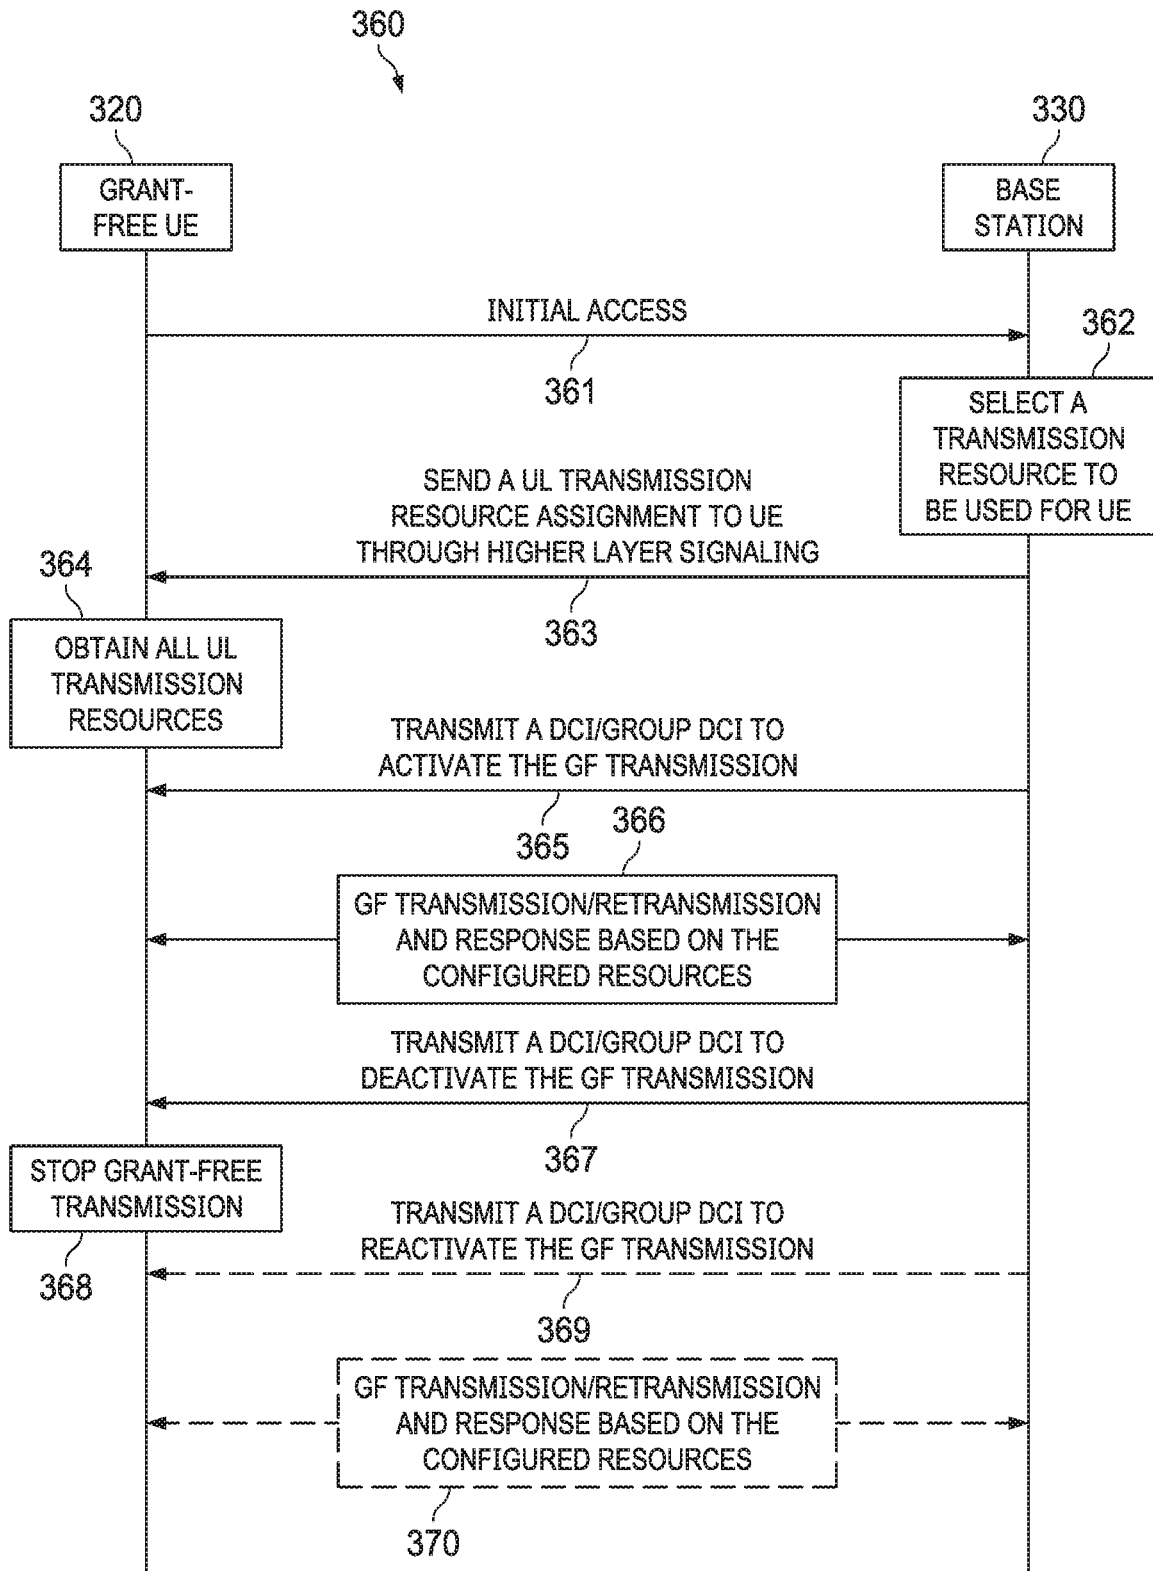 360
320
330
GRANT-
FREE UE
BASE
STATION
INITIAL ACCESS
361
362
SELECT A
TRANSMISSION
RESOURCE TO
BE USED FOR UE
SEND A UL TRANSMISSION
RESOURCE ASSIGNMENT TO UE
THROUGH HIGHER LAYER SIGNALING
363
364
OBTAIN ALL UL
TRANSMISSION
RESOURCES
TRANSMIT A DCI/GROUP DCI TO
ACTIVATE THE GF TRANSMISSION
365
366
GF TRANSMISSION/RETRANSMISSION
AND RESPONSE BASED ON THE
CONFIGURED RESOURCES
TRANSMIT A DCI/GROUP DCI TO
DEACTIVATE THE GF TRANSMISSION
367
STOP GRANT-FREE
TRANSMISSION
368
TRANSMIT A DCI/GROUP DCI TO
REACTIVATE THE GF TRANSMISSION
369
GF TRANSMISSION/RETRANSMISSION
AND RESPONSE BASED ON THE
CONFIGURED RESOURCES
370